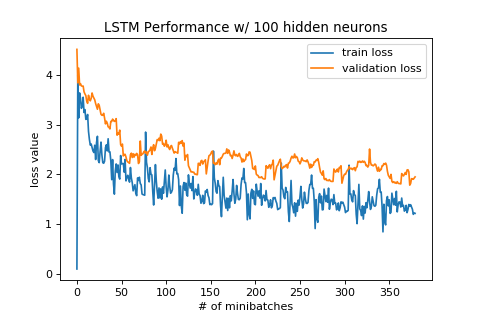 LSTM Performance w/ 100 hidden neurons
train loss
validation loss
4
3
2
1
0
loss value
0
50
100
150
200
250
300
350
# of minibatches